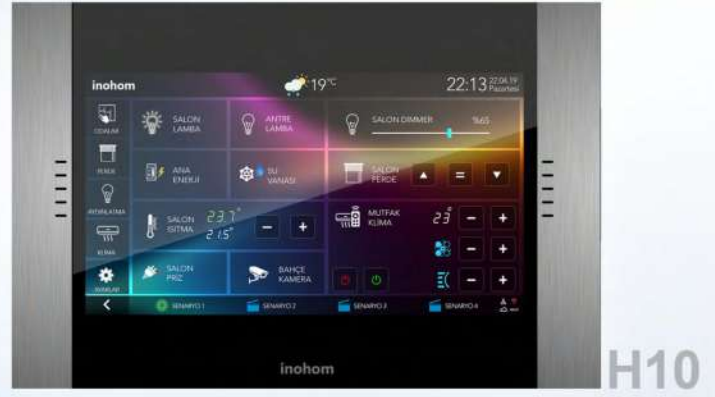 inohom
19°C
22:13
22.04.19
Pazartesi
ODALAR
SALON
LAMBA
ANTRE
LAMBA
SALON DIMMER
%65
PERDE
ANA
ENERJİ
SU
VANASI
SALON
PERDE
AYDINLATMA
SALON
ISITMA
23.7°
21.5°
MUTFAK
KLİMA
23°
KLİMA
SALON
PRİZ
BAHÇE
KAMERA
AYARLAR
SENARYO 1
SENARYO 2
SENARYO 3
SENARYO 4
inohom
H10